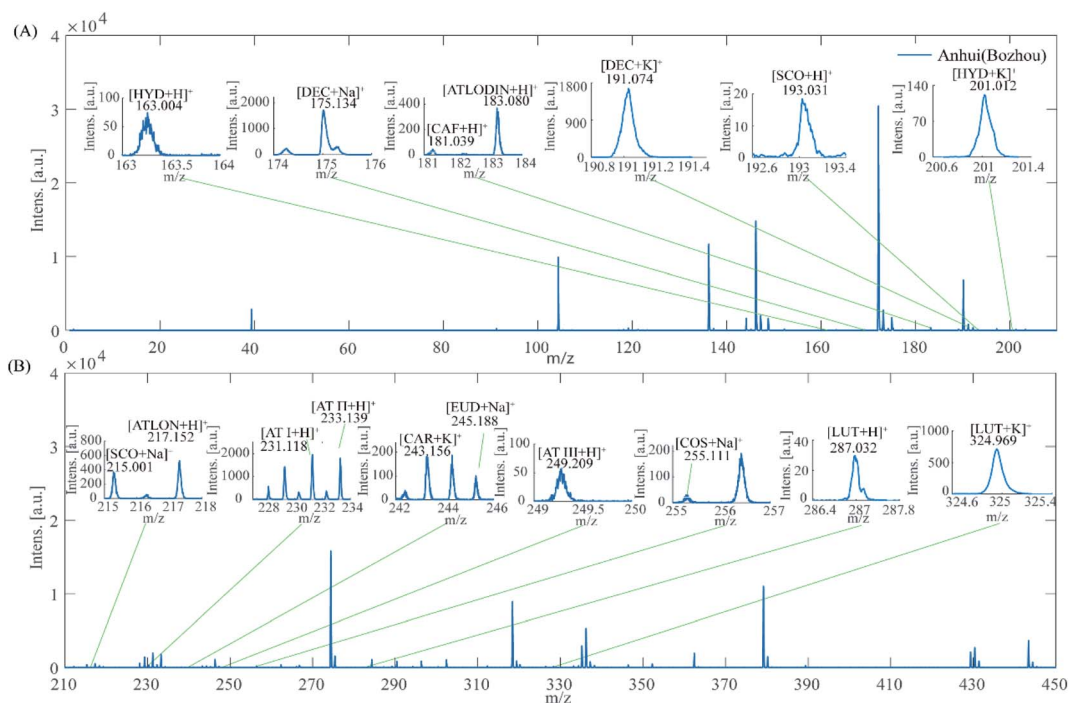 (A)
×10⁴
4
3
2
1
0
Intens. [a.u.]
0 20 40 60 80 100 120 140 160 180 200
m/z
Anhui(Bozhou)
[HYD+H]⁺
163.004
Intens. [a.u.]
100
50
0
163 163.5 164
m/z
[DEC+Na]⁺
175.134
Intens. [a.u.]
2000
1000
0
174 175 176
m/z
[ATLODIN+H]⁺
183.080
[CAF+H]⁺
181.039
Intens. [a.u.]
400
200
0
181 182 183 184
m/z
[DEC+K]⁺
191.074
Intens. [a.u.]
1800
900
0
190.8 191 191.2 191.4
m/z
[SCO+H]⁺
193.031
Intens. [a.u.]
20
10
0
192.6 193 193.4
m/z
[HYD+K]⁺
201.012
Intens. [a.u.]
140
70
0
200.6 201 201.4
m/z
(B)
×10⁴
4
3
2
1
0
Intens. [a.u.]
210 230 250 270 290 310 330 350 370 390 410 430 450
m/z
[ATLON+H]⁺
217.152
[SCO+Na]⁺
215.001
Intens. [a.u.]
800
600
400
200
0
215 216 217 218
m/z
[AT II+H]⁺
233.139
[AT I+H]⁺
231.118
Intens. [a.u.]
2000
1000
0
228 230 232 234
m/z
[EUD+Na]⁺
245.188
[CAR+K]⁺
243.156
Intens. [a.u.]
200
100
0
242 244 246
m/z
[AT III+H]⁺
249.209
Intens. [a.u.]
100
50
0
249 249.5 250
m/z
[COS+Na]⁺
255.111
Intens. [a.u.]
200
100
0
255 256 257
m/z
[LUT+H]⁺
287.032
Intens. [a.u.]
40
20
0
286.4 287 287.8
m/z
[LUT+K]⁺
324.969
Intens. [a.u.]
1000
500
0
324.6 325 325.4
m/z